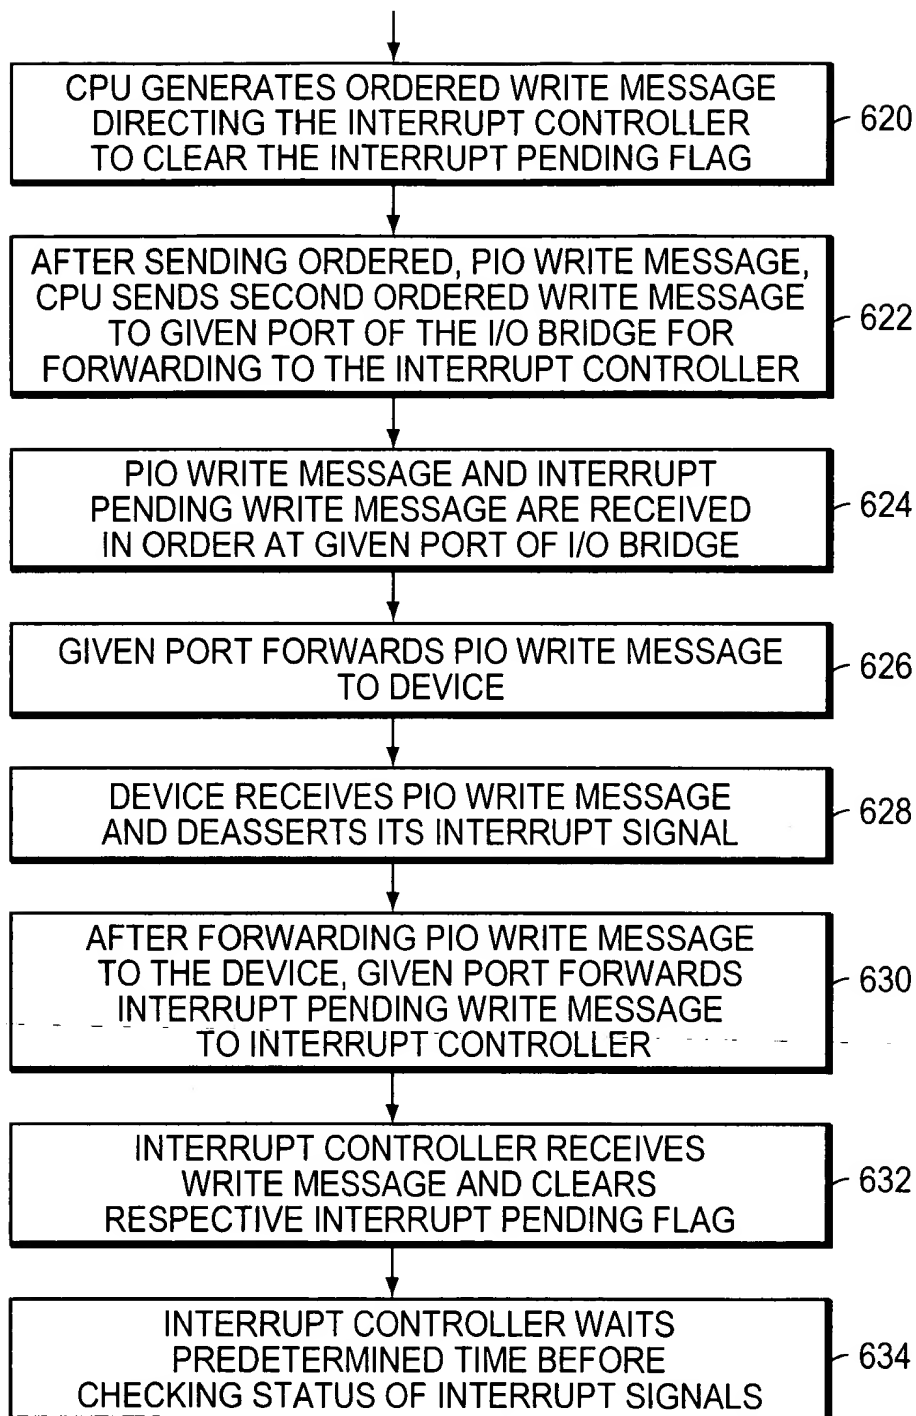 CPU GENERATES ORDERED WRITE MESSAGE
DIRECTING THE INTERRUPT CONTROLLER
TO CLEAR THE INTERRUPT PENDING FLAG
620
AFTER SENDING ORDERED, PIO WRITE MESSAGE,
CPU SENDS SECOND ORDERED WRITE MESSAGE
TO GIVEN PORT OF THE I/O BRIDGE FOR
FORWARDING TO THE INTERRUPT CONTROLLER
622
PIO WRITE MESSAGE AND INTERRUPT
PENDING WRITE MESSAGE ARE RECEIVED
IN ORDER AT GIVEN PORT OF I/O BRIDGE
624
GIVEN PORT FORWARDS PIO WRITE MESSAGE
TO DEVICE
626
DEVICE RECEIVES PIO WRITE MESSAGE
AND DEASSERTS ITS INTERRUPT SIGNAL
628
AFTER FORWARDING PIO WRITE MESSAGE
TO THE DEVICE, GIVEN PORT FORWARDS
INTERRUPT PENDING WRITE MESSAGE
TO INTERRUPT CONTROLLER
630
INTERRUPT CONTROLLER RECEIVES
WRITE MESSAGE AND CLEARS
RESPECTIVE INTERRUPT PENDING FLAG
632
INTERRUPT CONTROLLER WAITS
PREDETERMINED TIME BEFORE
CHECKING STATUS OF INTERRUPT SIGNALS
634